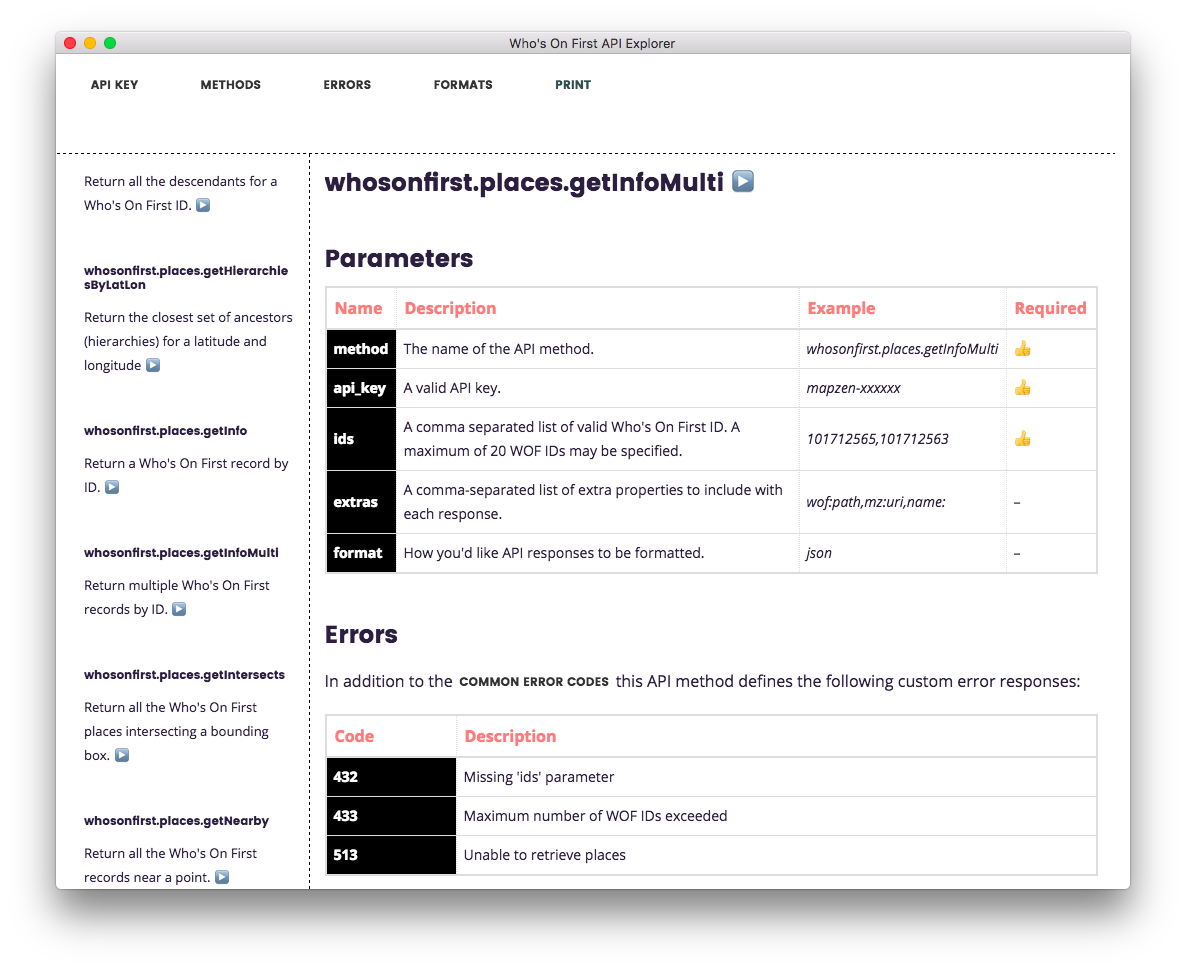 Who's On First API Explorer
API KEY METHODS ERRORS FORMATS PRINT
Return all the descendants for a
Who's On First ID.
whosonfirst.places.getHierarchie
sByLatLon
Return the closest set of ancestors
(hierarchies) for a latitude and
longitude
whosonfirst.places.getInfo
Return a Who's On First record by
ID.
whosonfirst.places.getInfoMulti
Return multiple Who's On First
records by ID.
whosonfirst.places.getIntersects
Return all the Who's On First
places intersecting a bounding
box.
whosonfirst.places.getNearby
Return all the Who's On First
records near a point.
whosonfirst.places.getInfoMulti
Parameters
Name Description Example Required
method The name of the API method. whosonfirst.places.getInfoMulti 👍
api_key A valid API key. mapzen-xxxxxx 👍
ids A comma separated list of valid Who's On First ID. A
maximum of 20 WOF IDs may be specified. 101712565,101712563 👍
extras A comma-separated list of extra properties to include with
each response. wof:path,mz:uri,name: –
format How you'd like API responses to be formatted. json –
Errors
In addition to the COMMON ERROR CODES this API method defines the following custom error responses:
Code Description
432 Missing 'ids' parameter
433 Maximum number of WOF IDs exceeded
513 Unable to retrieve places